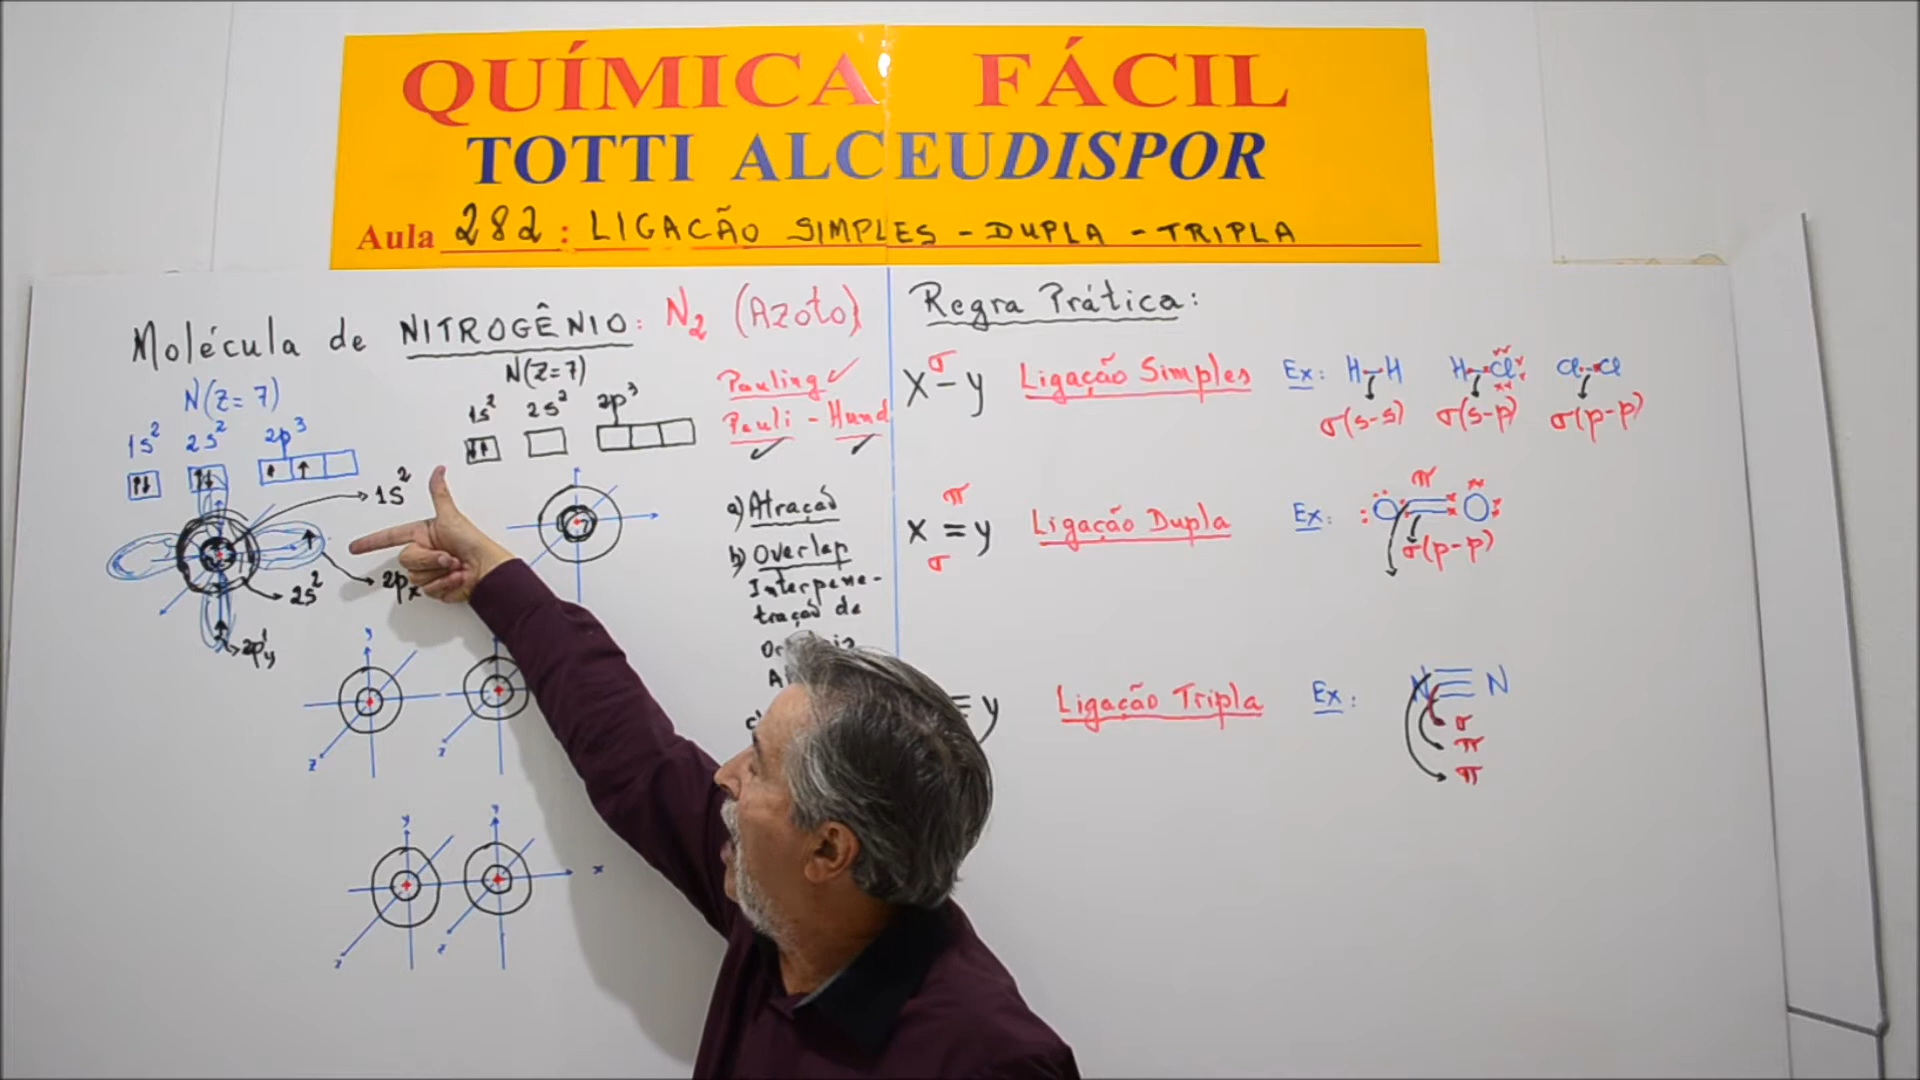 QUÍMICA FÁCIL
TOTTI ALCEUDISPOR
Aula 282: LIGAÇÃO SIMPLES - DUPLA - TRIPLA
Molécula de NITROGÊNIO: N₂ (Azoto)
N(Z=7)
1s² 2s² 2p³
1s²
2s²
2pₓ
2p¹y
N(Z=7)
1s² 2s² 2p³
Pauling ✓
Pauli - Hund
a) Atração
b) Overlap
Interpene-
tração de
y
z
z
y y
x
z z
Regra Prática:
σ
X - y Ligação Simples Ex: H-H H-Cl Cl-Cl
σ(s-s) σ(s-p) σ(p-p)
π π
x = y Ligação Dupla Ex: O=O
σ σ(p-p)
≡ y Ligação Tripla Ex: N≡N
σ
π
π